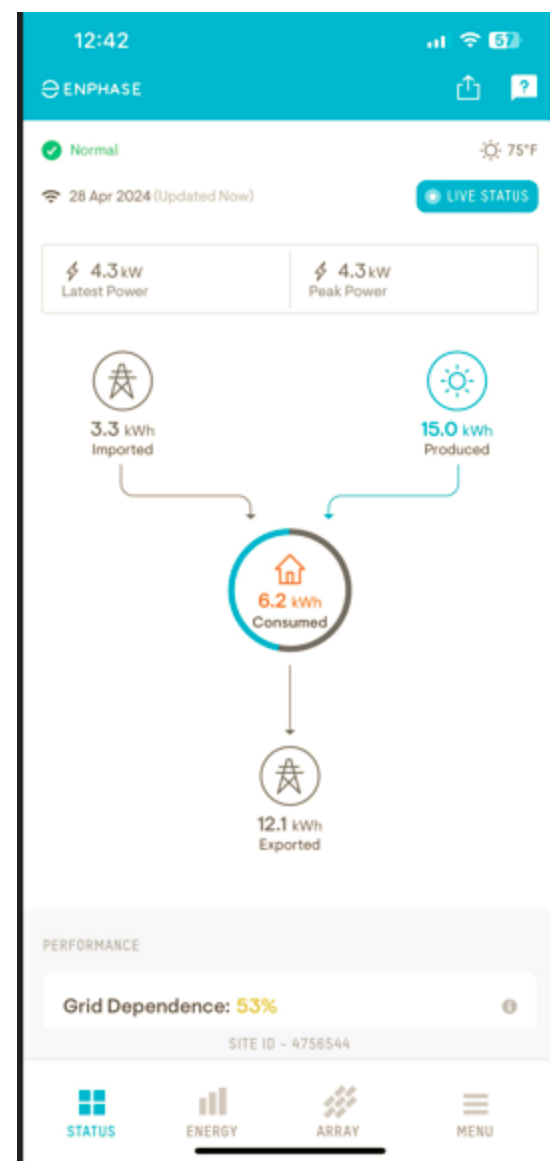 12:42
57
ENPHASE
?
Normal
75°F
28 Apr 2024 (Updated Now)
LIVE STATUS
4.3 kW
Latest Power
4.3 kW
Peak Power
3.3 kWh
Imported
15.0 kWh
Produced
6.2 kWh
Consumed
12.1 kWh
Exported
PERFORMANCE
Grid Dependence: 53%
i
SITE ID - 4756544
STATUS
ENERGY
ARRAY
MENU